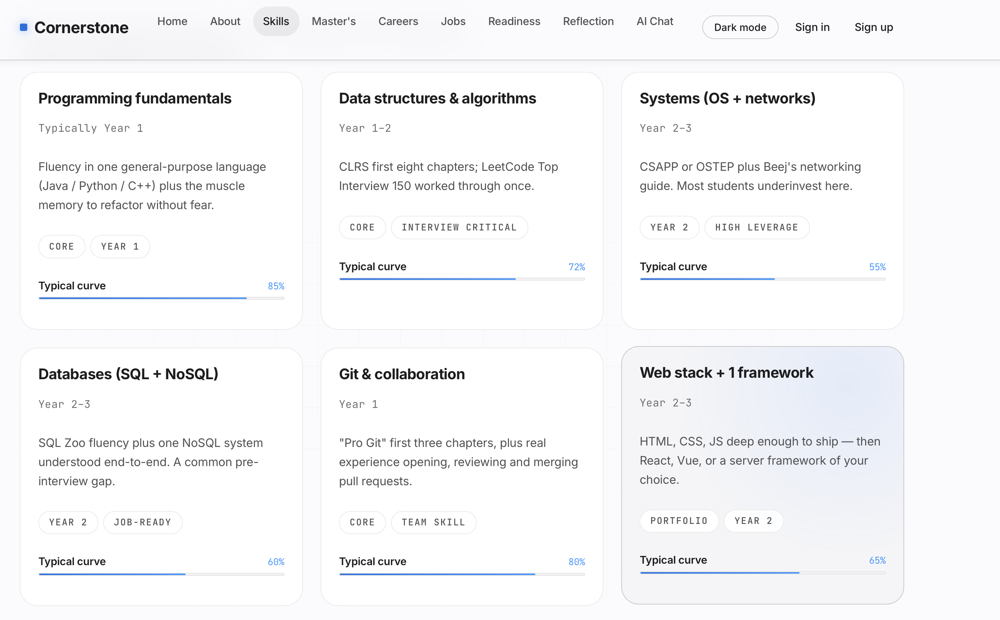 Cornerstone
Home
About
Skills
Master's
Careers
Jobs
Readiness
Reflection
AI Chat
Dark mode
Sign in
Sign up
Programming fundamentals
Typically Year 1
Fluency in one general-purpose language
(Java / Python / C++) plus the muscle
memory to refactor without fear.
CORE
YEAR 1
Typical curve
85%
Data structures & algorithms
Year 1–2
CLRS first eight chapters; LeetCode Top
Interview 150 worked through once.
CORE
INTERVIEW CRITICAL
Typical curve
72%
Systems (OS + networks)
Year 2–3
CSAPP or OSTEP plus Beej's networking
guide. Most students underinvest here.
YEAR 2
HIGH LEVERAGE
Typical curve
55%
Databases (SQL + NoSQL)
Year 2–3
SQL Zoo fluency plus one NoSQL system
understood end-to-end. A common pre-
interview gap.
YEAR 2
JOB-READY
Typical curve
60%
Git & collaboration
Year 1
"Pro Git" first three chapters, plus real
experience opening, reviewing and merging
pull requests.
CORE
TEAM SKILL
Typical curve
80%
Web stack + 1 framework
Year 2–3
HTML, CSS, JS deep enough to ship — then
React, Vue, or a server framework of your
choice.
PORTFOLIO
YEAR 2
Typical curve
65%